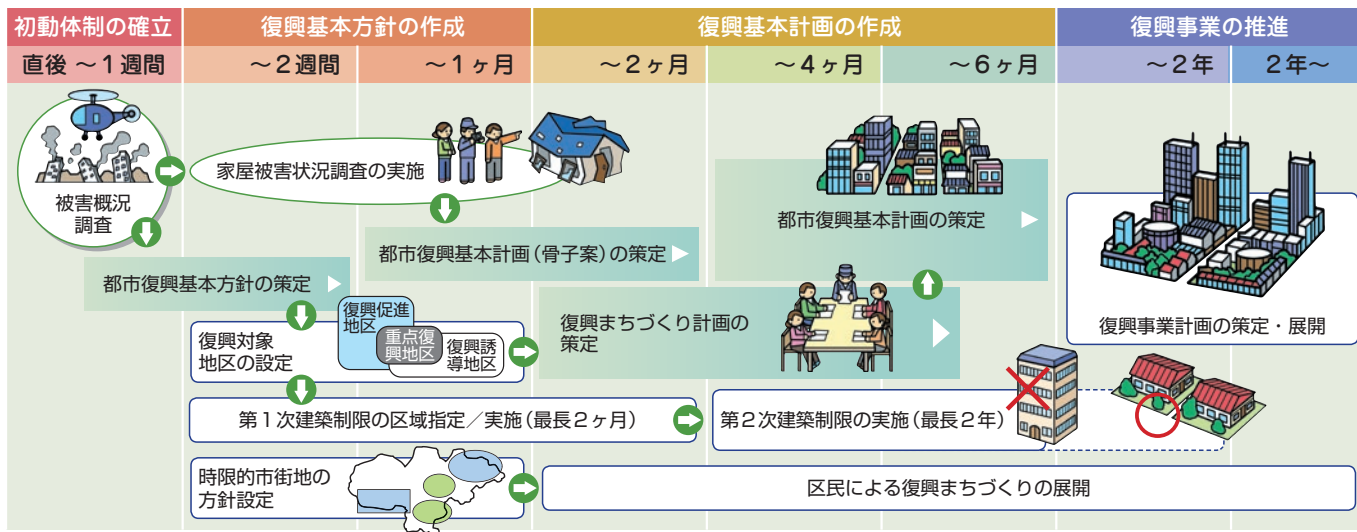 初動体制の確立
復興基本方針の作成
復興基本計画の作成
復興事業の推進
直後 ～１週間
～２週間
～１ヶ月
～２ヶ月
～４ヶ月
～６ヶ月
～２年
２年～
被害概況
調査
家屋被害状況調査の実施
都市復興基本計画の策定
都市復興基本計画（骨子案）の策定
都市復興基本方針の策定
復興対象
地区の設定
復興促進
地区
重点復
興地区
復興誘
導地区
復興まちづくり計画の
策定
復興事業計画の策定・展開
第１次建築制限の区域指定／実施（最長２ヶ月）
第２次建築制限の実施（最長２年）
時限的市街地の
方針設定
区民による復興まちづくりの展開